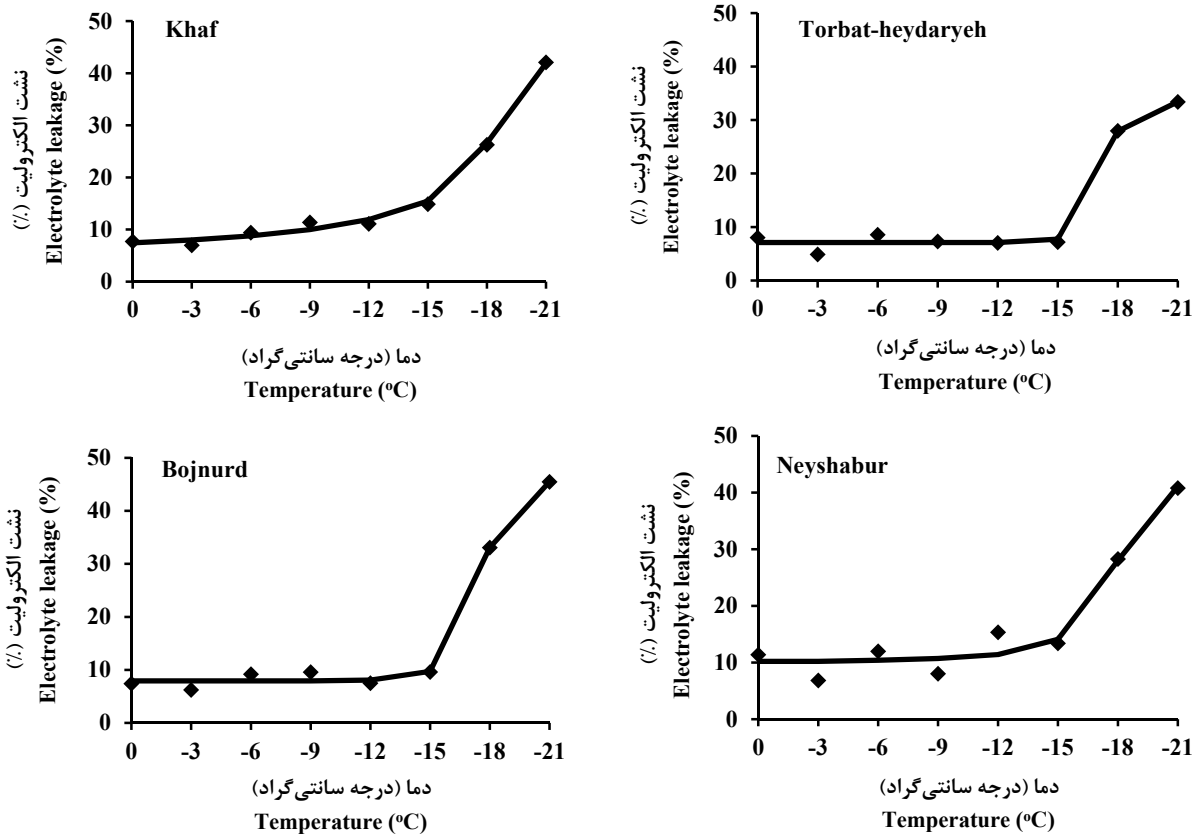 Khaf
نشت الکترولیت (٪)
Electrolyte leakage (%)
50
40
30
20
10
0
0 -3 -6 -9 -12 -15 -18 -21
دما (درجه سانتی‌گراد)
Temperature (ºC)
Torbat-heydaryeh
نشت الکترولیت (٪)
Electrolyte leakage (%)
50
40
30
20
10
0
0 -3 -6 -9 -12 -15 -18 -21
دما (درجه سانتی‌گراد)
Temperature (ºC)
Bojnurd
نشت الکترولیت (٪)
Electrolyte leakage (%)
50
40
30
20
10
0
0 -3 -6 -9 -12 -15 -18 -21
دما (درجه سانتی‌گراد)
Temperature (ºC)
Neyshabur
نشت الکترولیت (٪)
Electrolyte leakage (%)
50
40
30
20
10
0
0 -3 -6 -9 -12 -15 -18 -21
دما (درجه سانتی‌گراد)
Temperature (ºC)